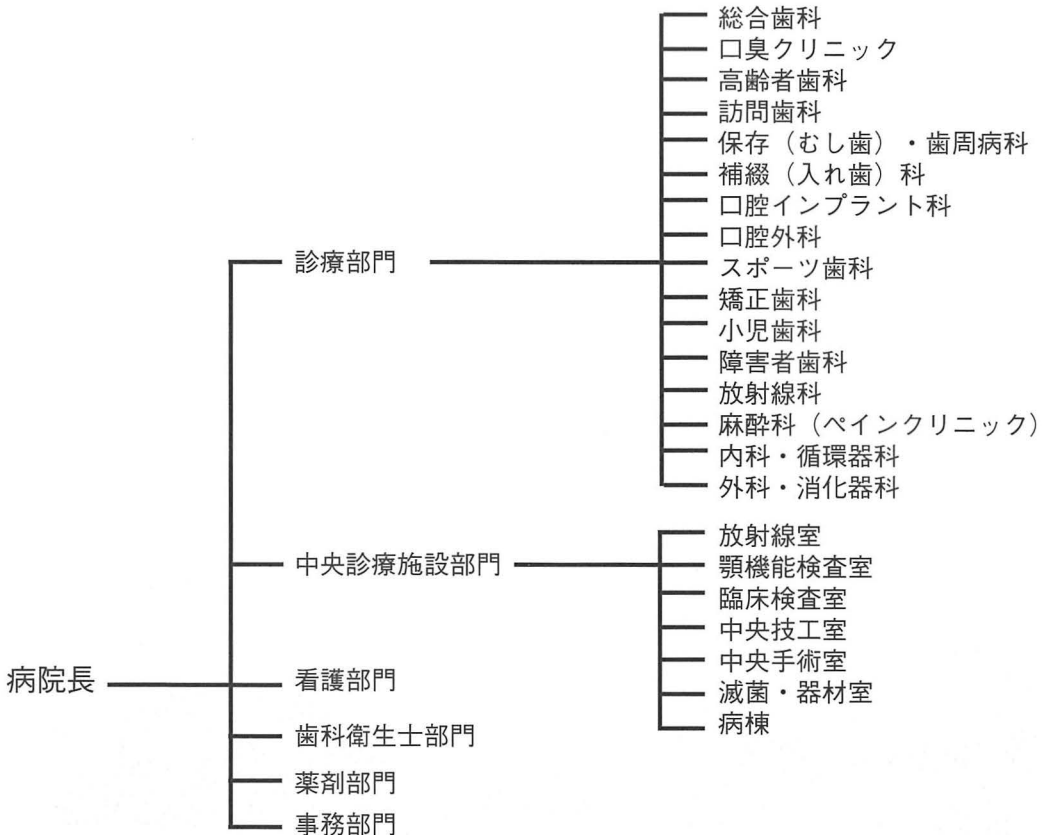 総合歯科
口臭クリニック
高齢者歯科
訪問歯科
保存（むし歯）・歯周病科
補綴（入れ歯）科
口腔インプラント科
口腔外科
スポーツ歯科
矯正歯科
小児歯科
障害者歯科
放射線科
麻酔科（ペインクリニック）
内科・循環器科
外科・消化器科
診療部門
放射線室
顎機能検査室
臨床検査室
中央技工室
中央手術室
滅菌・器材室
病棟
中央診療施設部門
病院長
看護部門
歯科衛生士部門
薬剤部門
事務部門